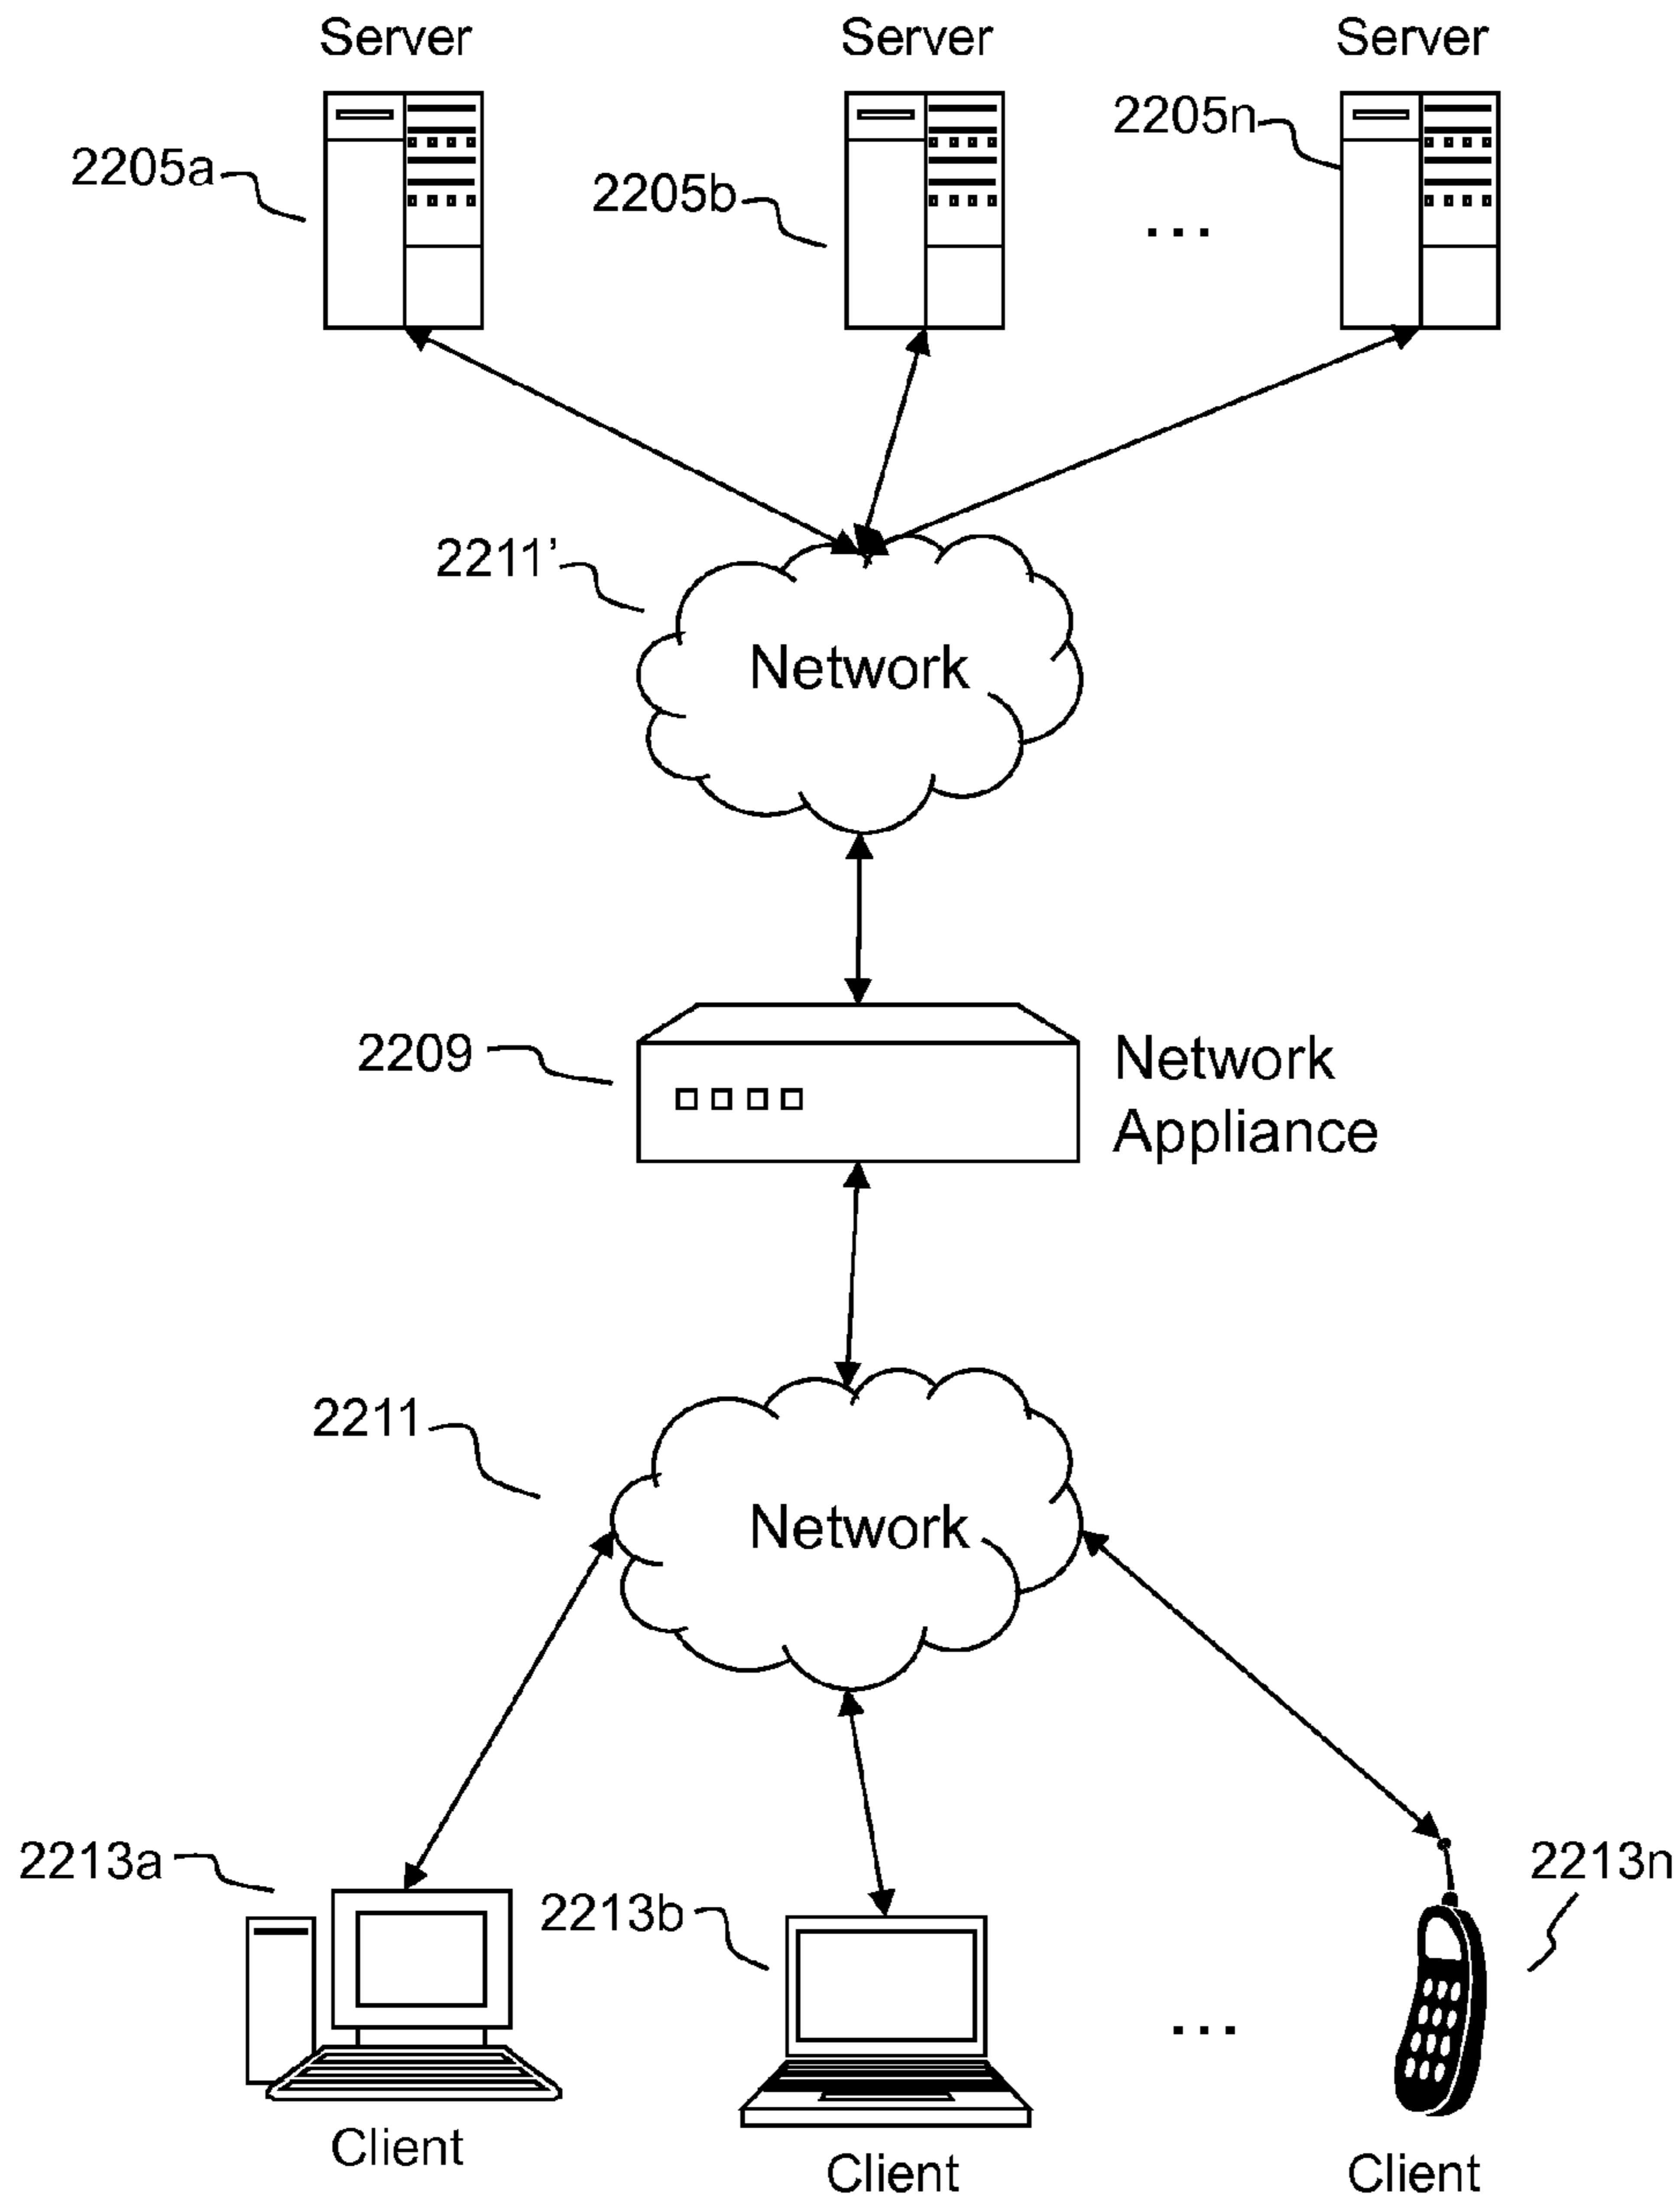 Server
Server
Server
2205a
2205b
2205n
...
2211’
Network
2209
Network
Appliance
2211
Network
2213a
2213b
2213n
...
Client
Client
Client